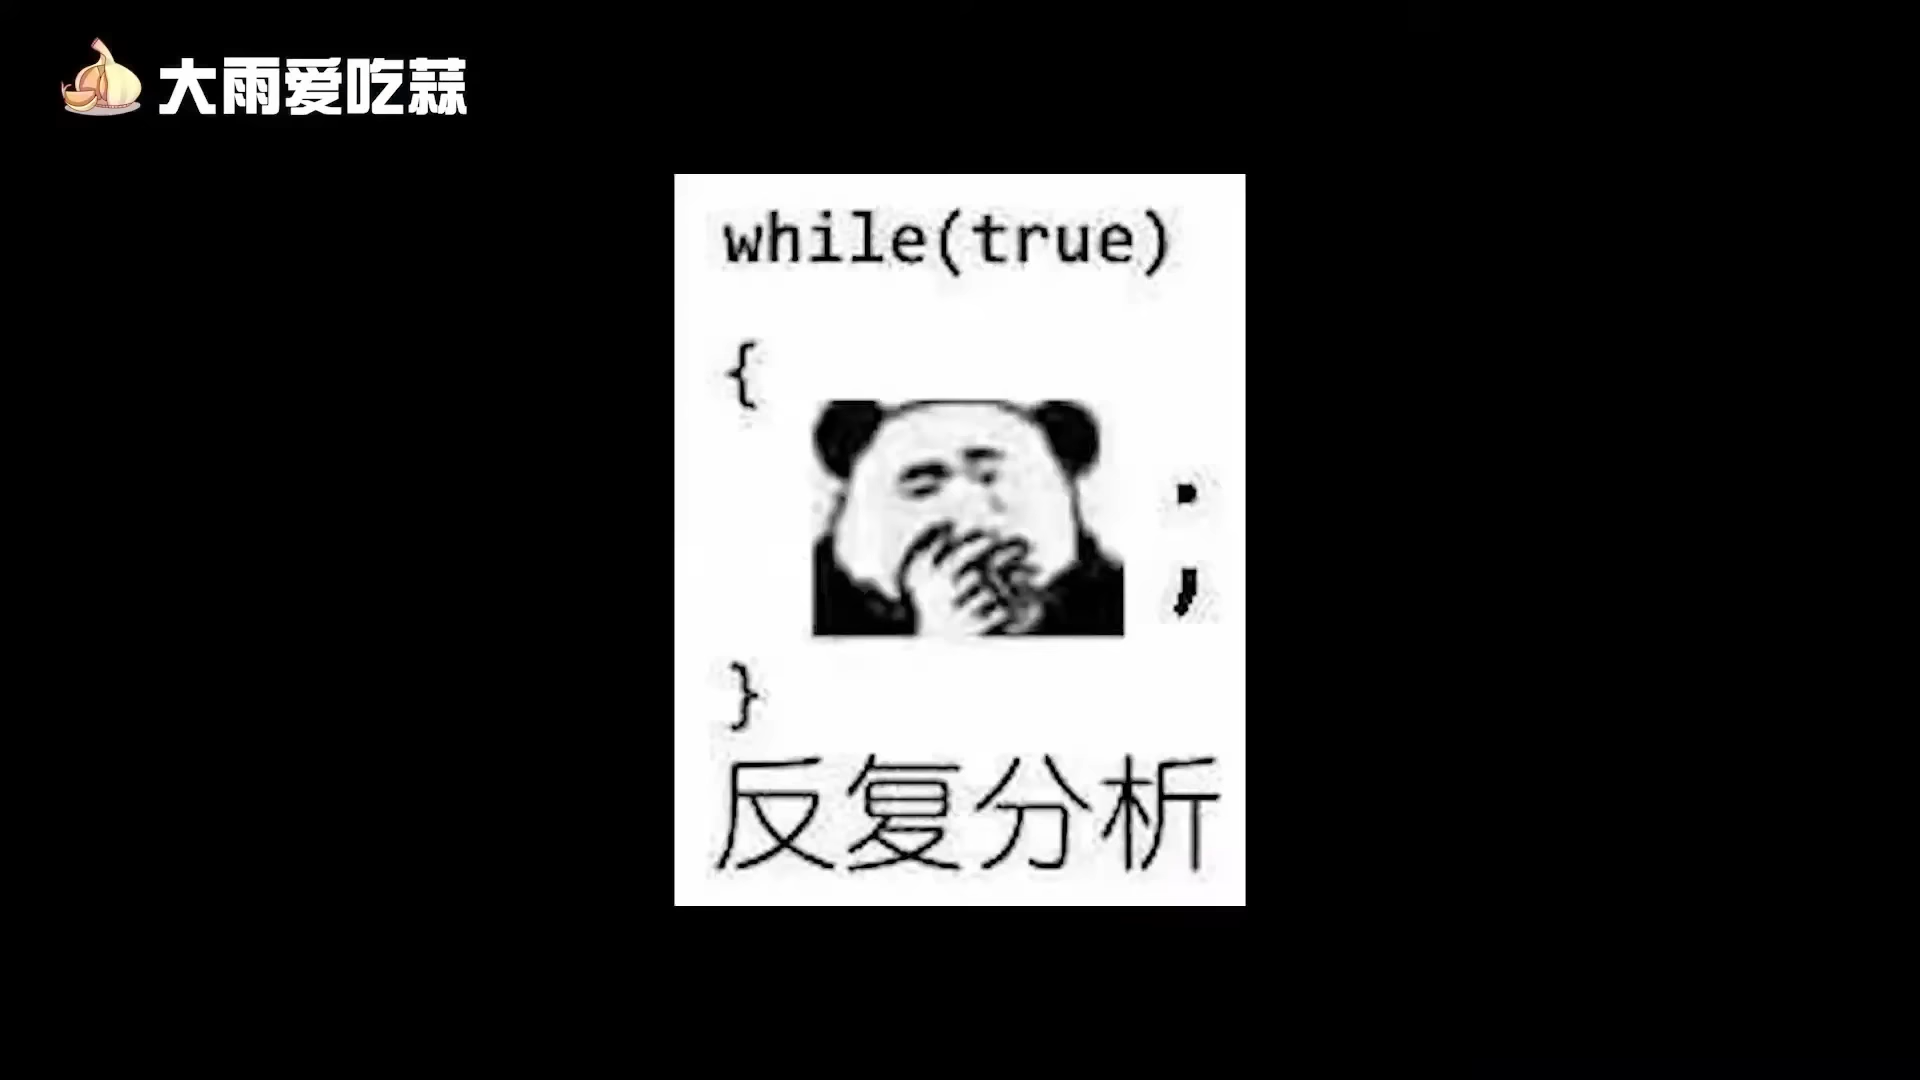 大雨爱吃蒜
while(true)
{
;
}
反复分析